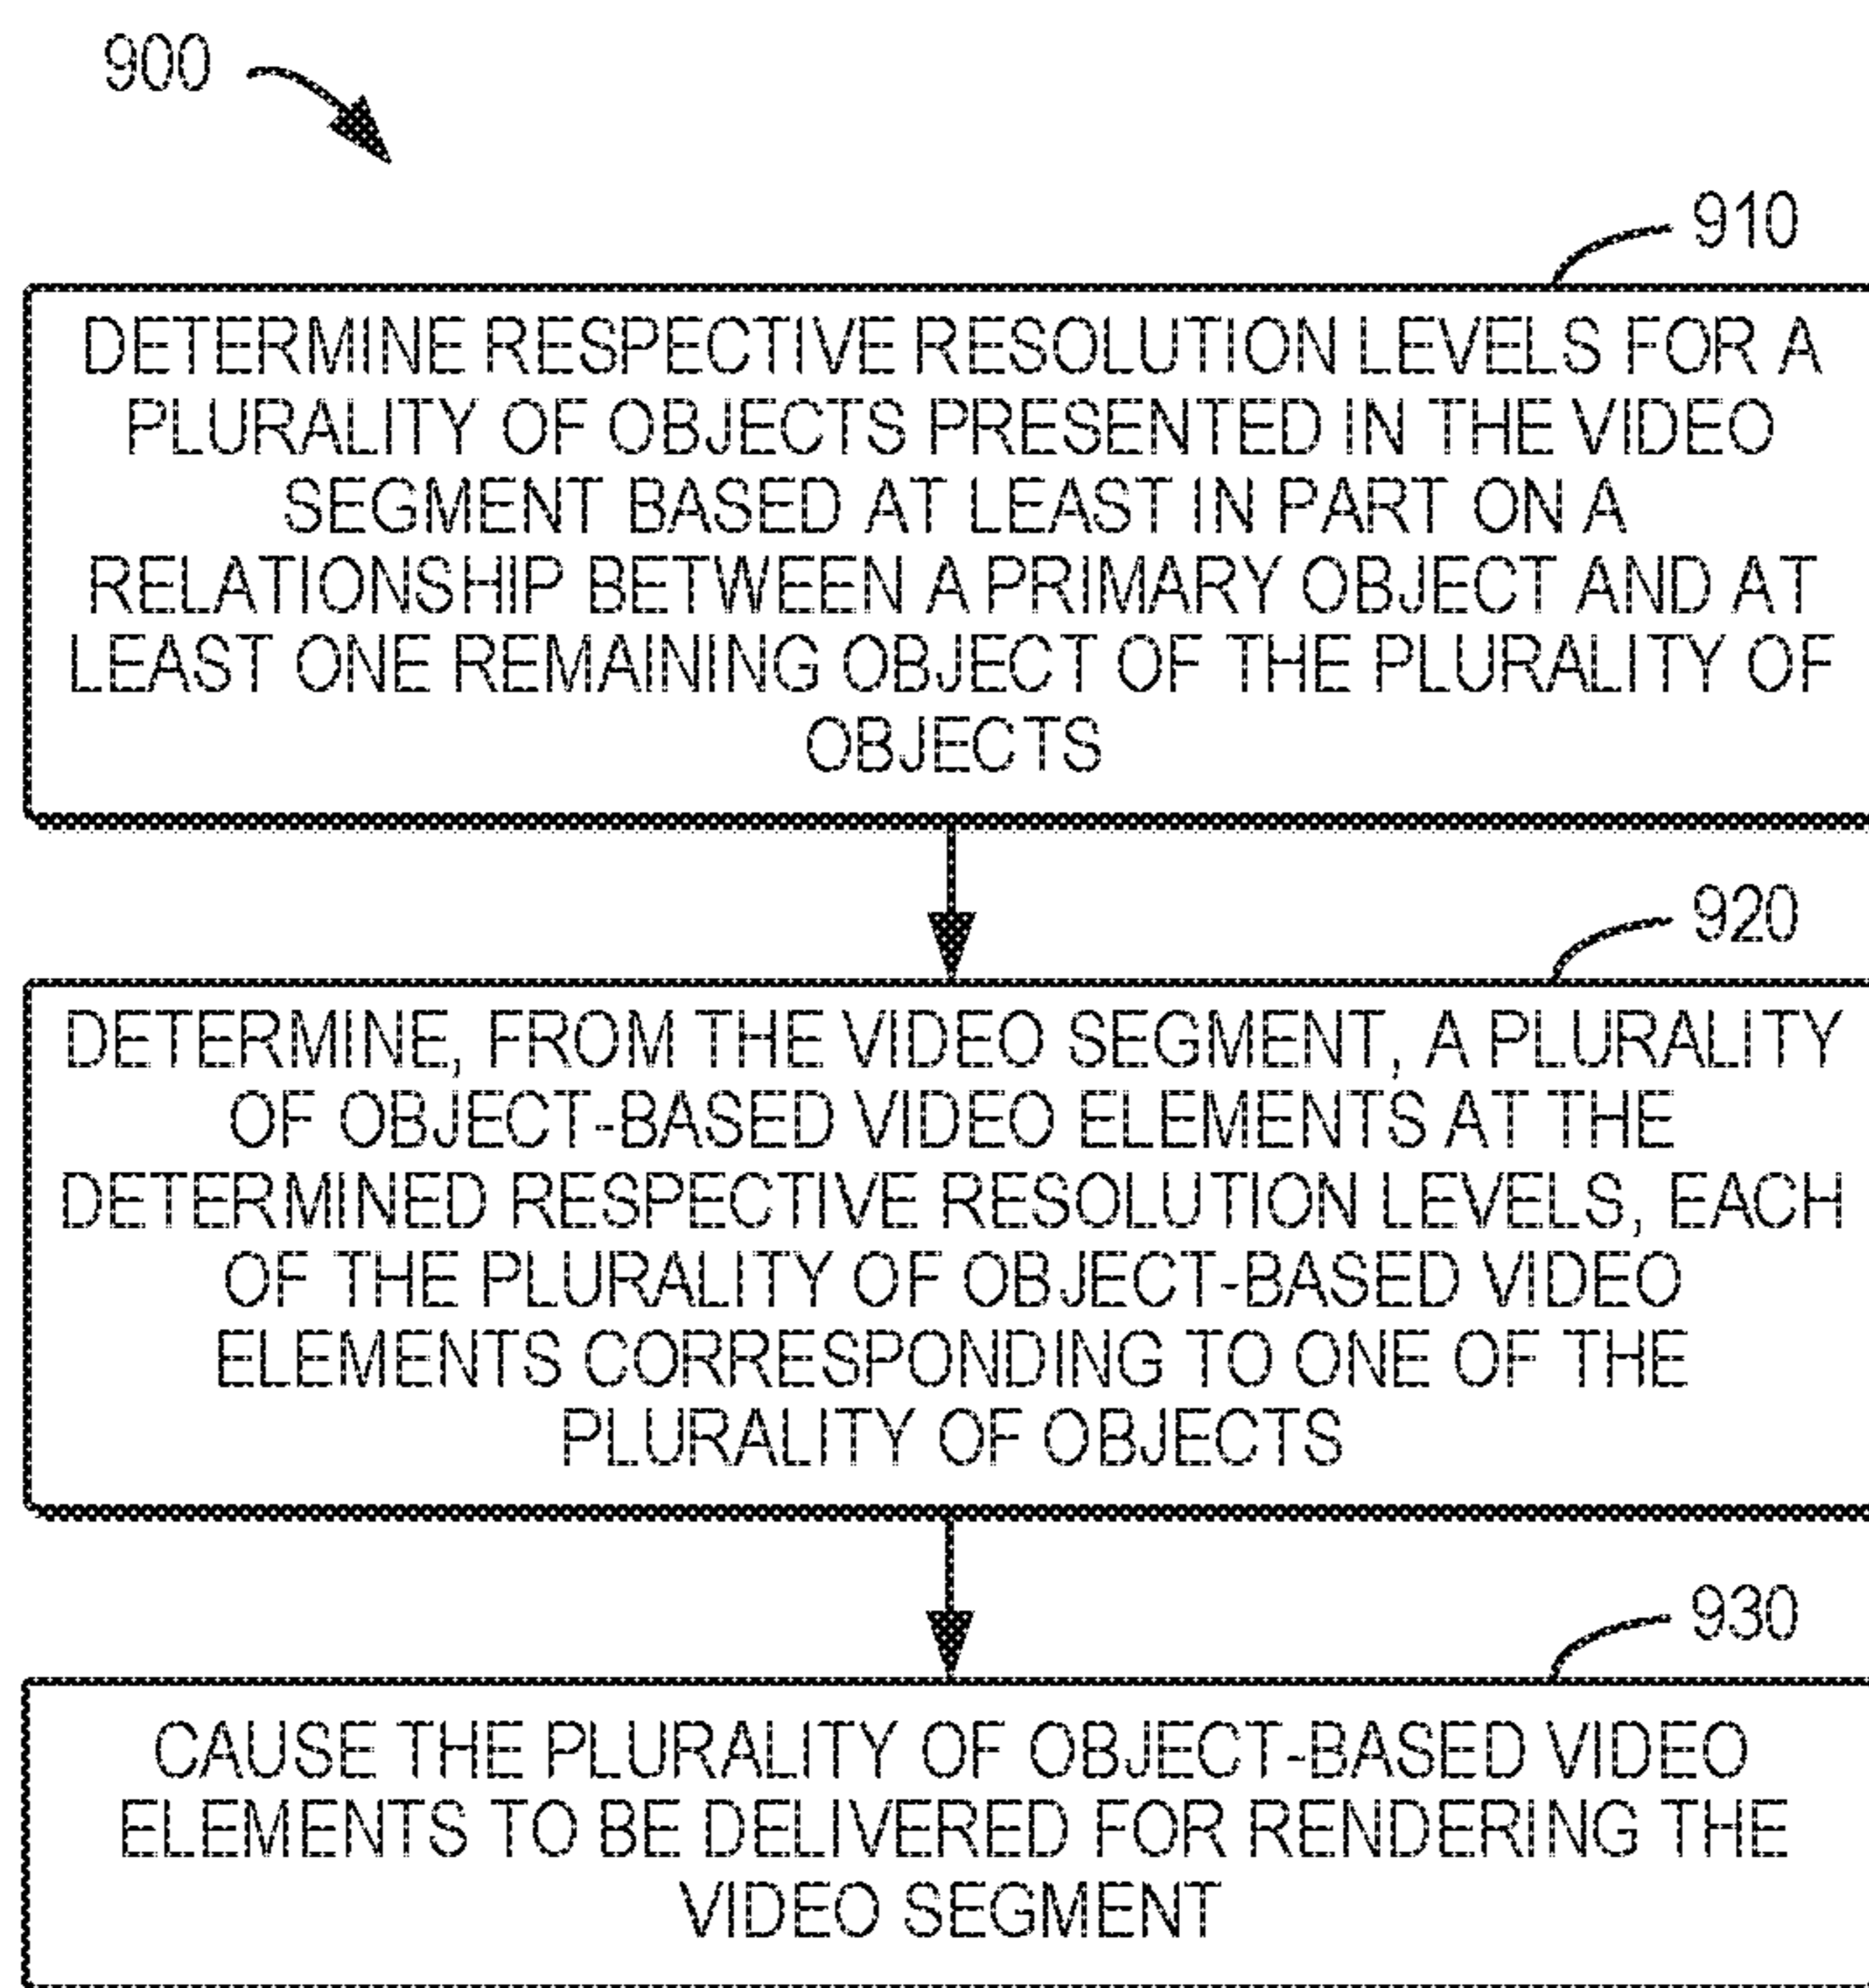 900
910
DETERMINE RESPECTIVE RESOLUTION LEVELS FOR A
PLURALITY OF OBJECTS PRESENTED IN THE VIDEO
SEGMENT BASED AT LEAST IN PART ON A
RELATIONSHIP BETWEEN A PRIMARY OBJECT AND AT
LEAST ONE REMAINING OBJECT OF THE PLURALITY OF
OBJECTS
920
DETERMINE, FROM THE VIDEO SEGMENT, A PLURALITY
OF OBJECT-BASED VIDEO ELEMENTS AT THE
DETERMINED RESPECTIVE RESOLUTION LEVELS, EACH
OF THE PLURALITY OF OBJECT-BASED VIDEO
ELEMENTS CORRESPONDING TO ONE OF THE
PLURALITY OF OBJECTS
930
CAUSE THE PLURALITY OF OBJECT-BASED VIDEO
ELEMENTS TO BE DELIVERED FOR RENDERING THE
VIDEO SEGMENT